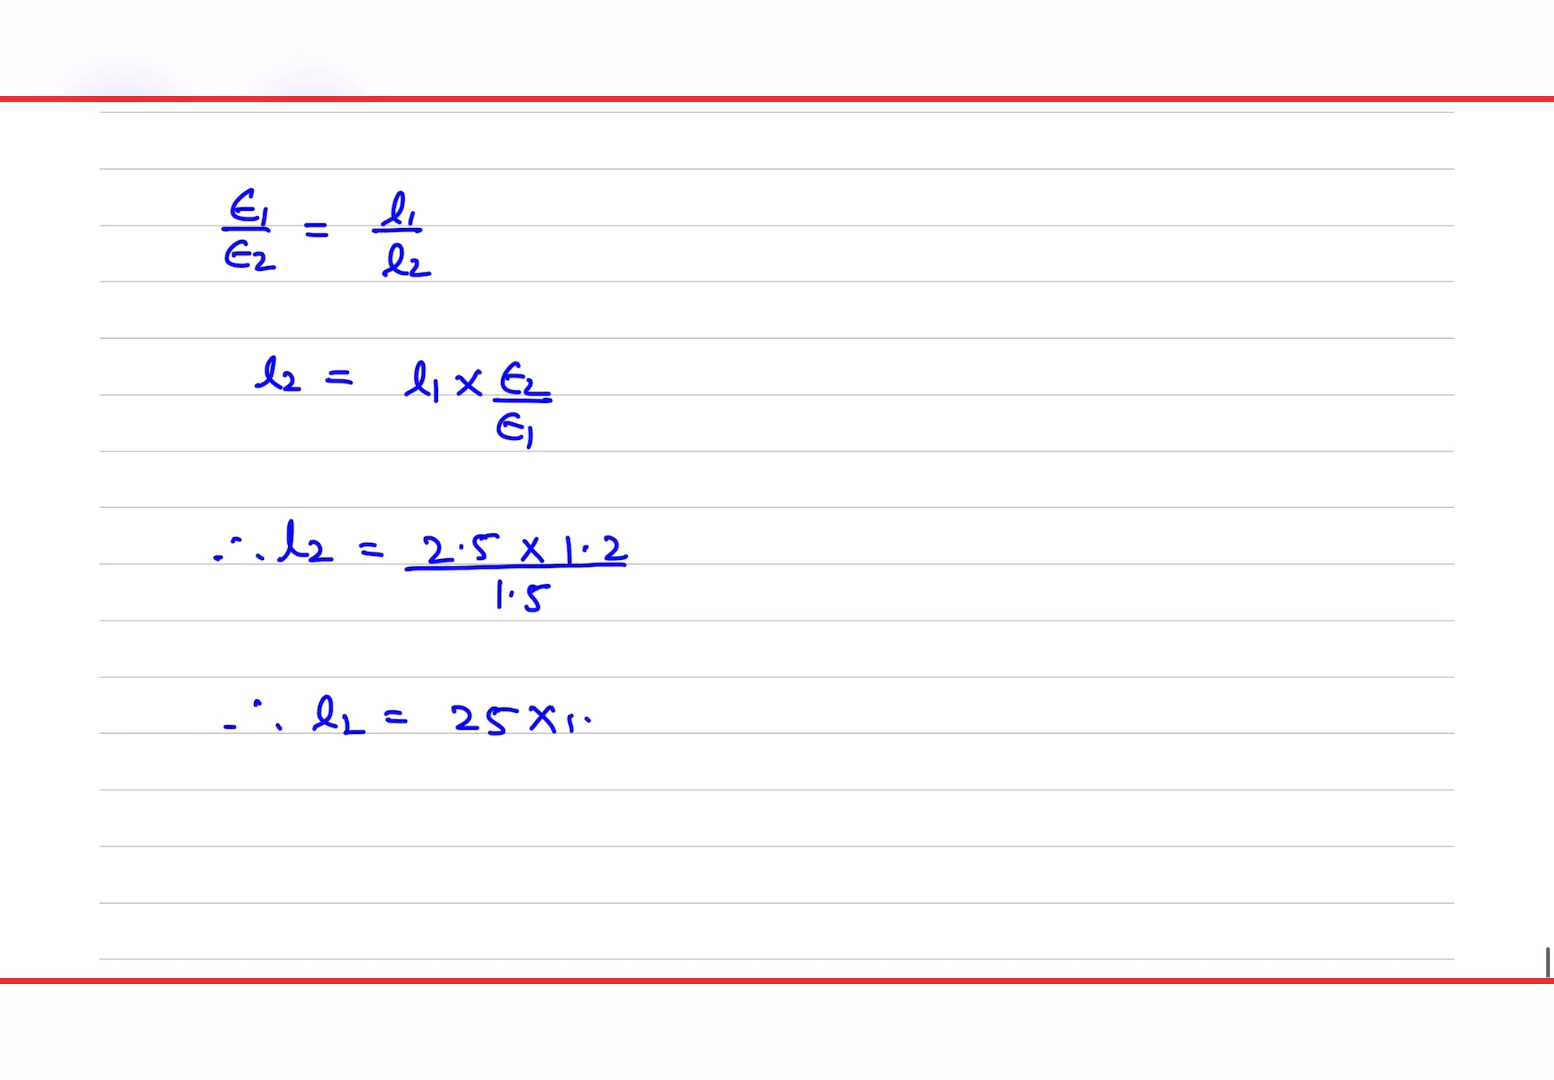 ϵ₁/ϵ₂ = l₁/l₂
l₂ = l₁ × ϵ₂/ϵ₁
∴ l₂ = 2.5 × 1.2 / 1.5
∴ l₂ = 25 × 1.